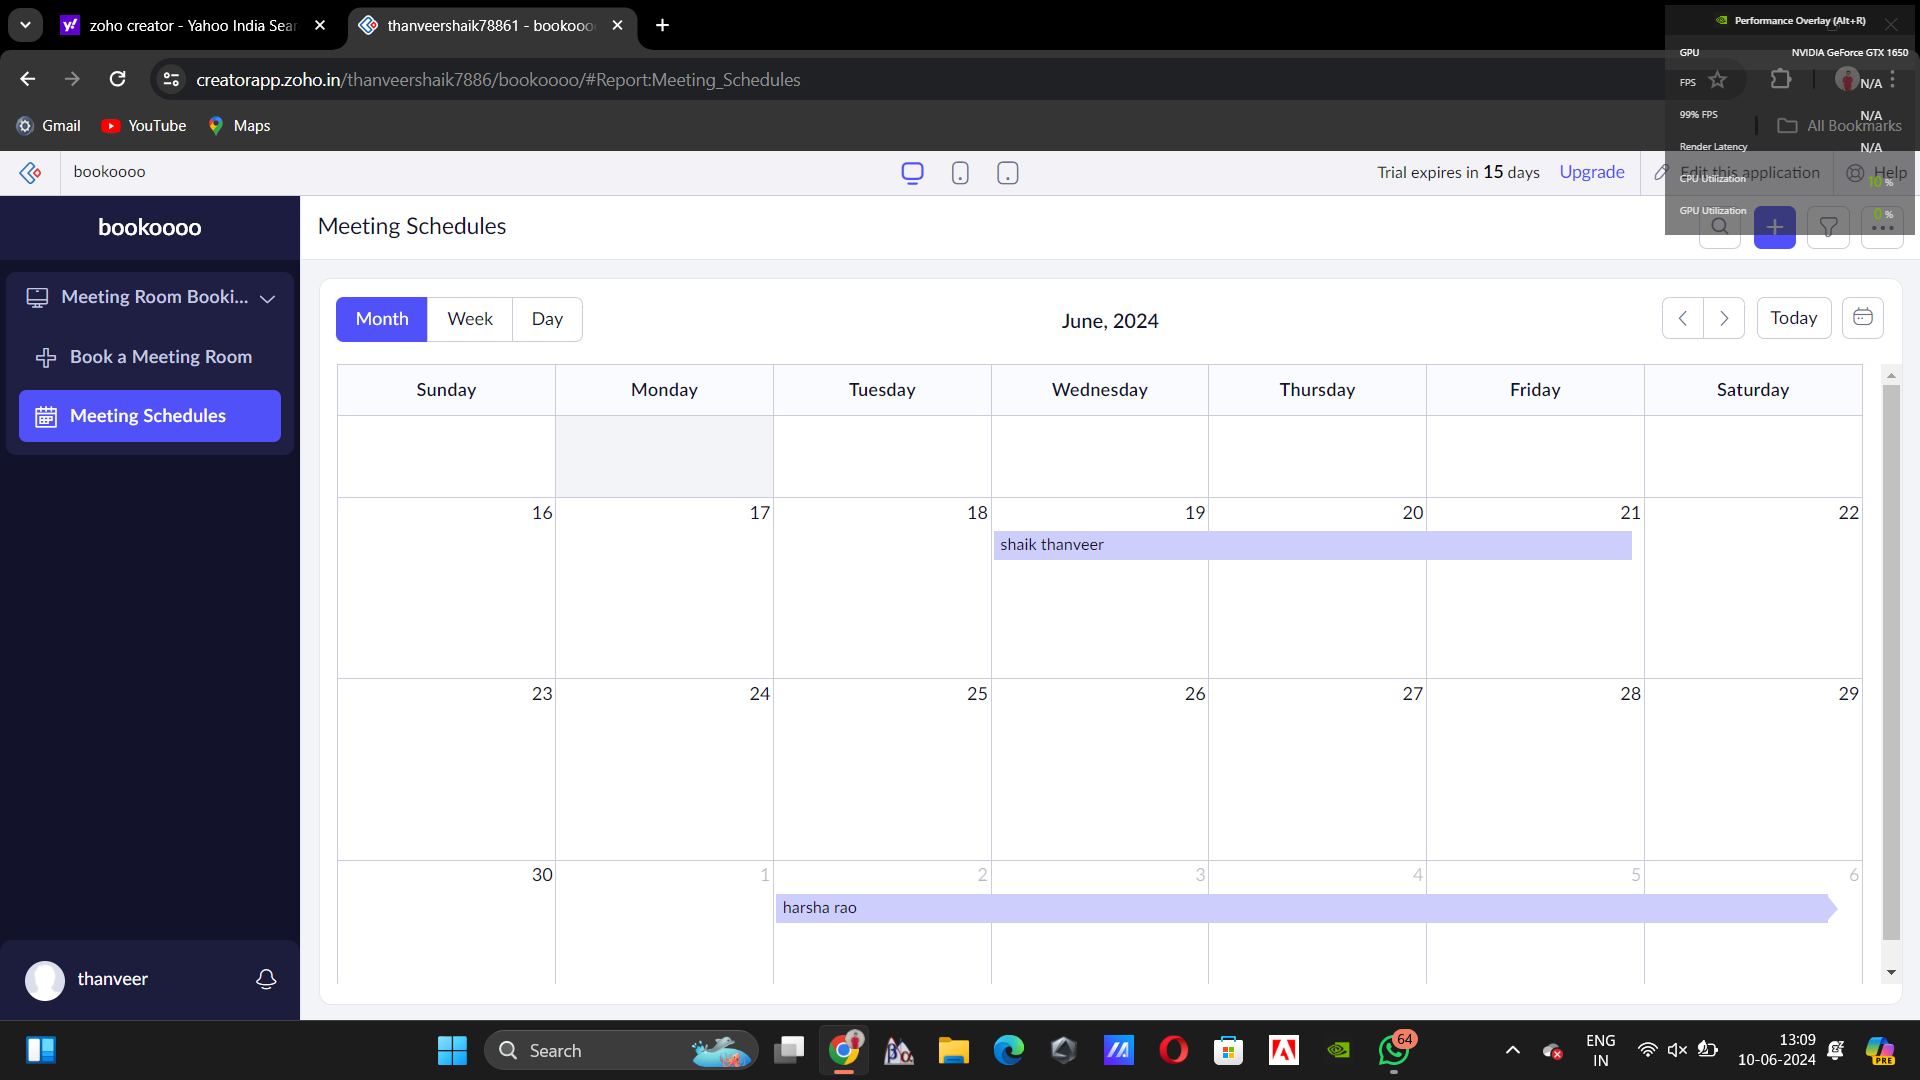 zoho creator - Yahoo India Sear
thanveershaik78861 - bookooo
Performance Overlay (Alt+R)
GPU NVIDIA GeForce GTX 1650
creatorapp.zoho.in/thanveershaik7886/bookoooo/#Report:Meeting_Schedules
FPS N/A
99% FPS N/A
Gmail YouTube Maps All Bookmarks
Render Latency N/A
bookoooo Trial expires in 15 days Upgrade Edit this application Help
CPU Utilization 10 %
GPU Utilization 0 %
bookoooo
Meeting Schedules
Meeting Room Booki...
Book a Meeting Room
Meeting Schedules
Month Week Day
June, 2024
Today
Sunday Monday Tuesday Wednesday Thursday Friday Saturday
16 17 18 19 20 21 22
shaik thanveer
23 24 25 26 27 28 29
30 1 2 3 4 5 6
harsha rao
thanveer
Search
64
ENG
IN
13:09
10-06-2024
PRE